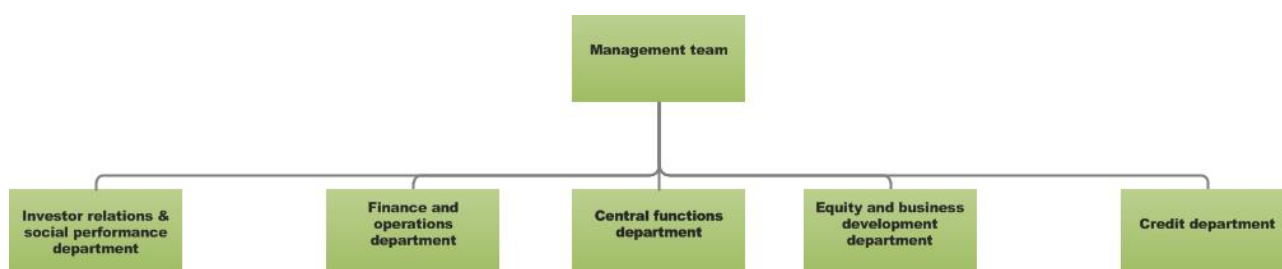 Management team
Investor relations &
social performance
department
Finance and
operations
department
Central functions
department
Equity and business
development
department
Credit department